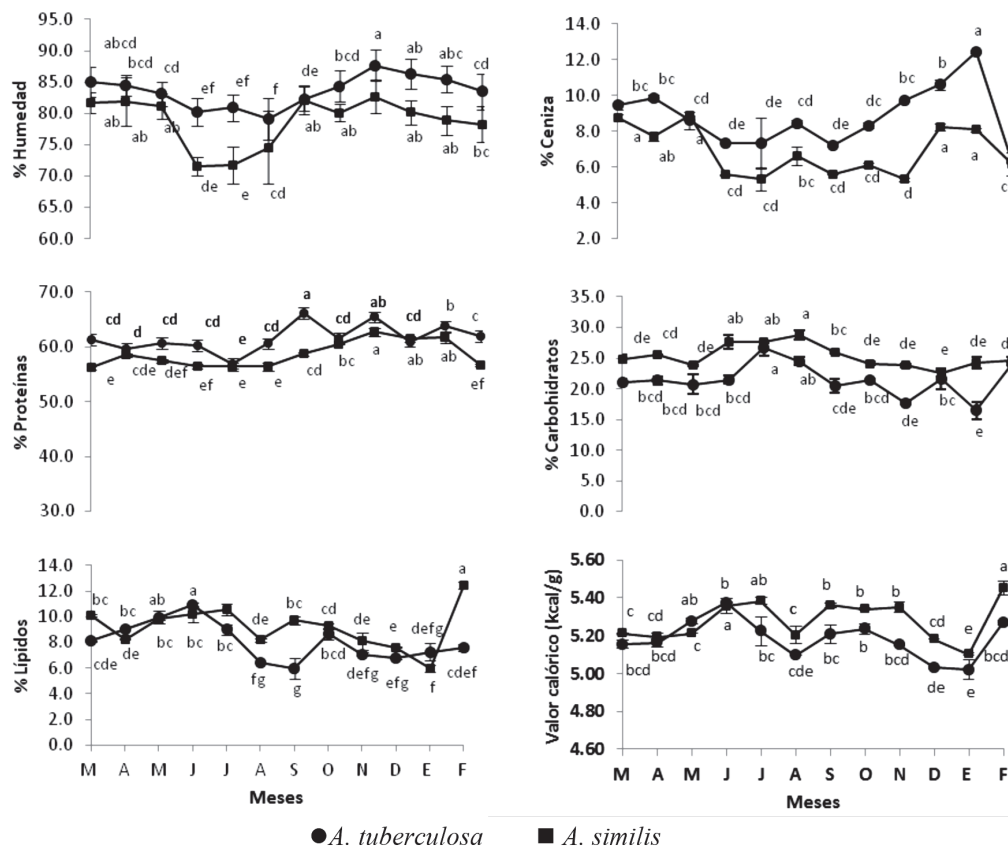 95.0
90.0
85.0
80.0
75.0
70.0
65.0
60.0
% Humedad
abcd
bcd
cd
ef
ef
f
de
bcd
a
ab
abc
cd
ab
ab
ab
de
e
cd
ab
ab
ab
ab
bc
14.0
12.0
10.0
8.0
6.0
4.0
2.0
% Ceniza
bc
bc
cd
de
de
cd
de
dc
bc
b
a
a
ab
a
cd
cd
bc
cd
cd
d
a
a
70.0
60.0
50.0
40.0
30.0
% Proteínas
cd
d
cd
cd
e
cd
a
cd
ab
cd
b
c
e
cde
def
ef
e
e
cd
bc
a
ab
ab
ef
35.0
30.0
25.0
20.0
15.0
10.0
5.0
0.0
% Carbohidratos
de
cd
de
ab
ab
a
bc
de
de
e
de
bcd
bcd
bcd
bcd
a
ab
cde
bcd
de
bc
e
14.0
12.0
10.0
8.0
6.0
4.0
2.0
0.0
% Lípidos
bc
bc
ab
a
de
bc
cd
de
de
defg
a
cde
de
bc
bc
fg
g
bcd
defg
efg
f
cdef
M A M J J A S O N D E F
Meses
5.60
5.40
5.20
5.00
4.80
4.60
Valor calórico (kcal/g)
c
cd
ab
b
ab
c
b
b
b
cd
e
a
bcd
bcd
c
a
bc
cde
bc
b
bcd
de
e
bcd
M A M J J A S O N D E F
Meses
A. tuberculosa A. similis